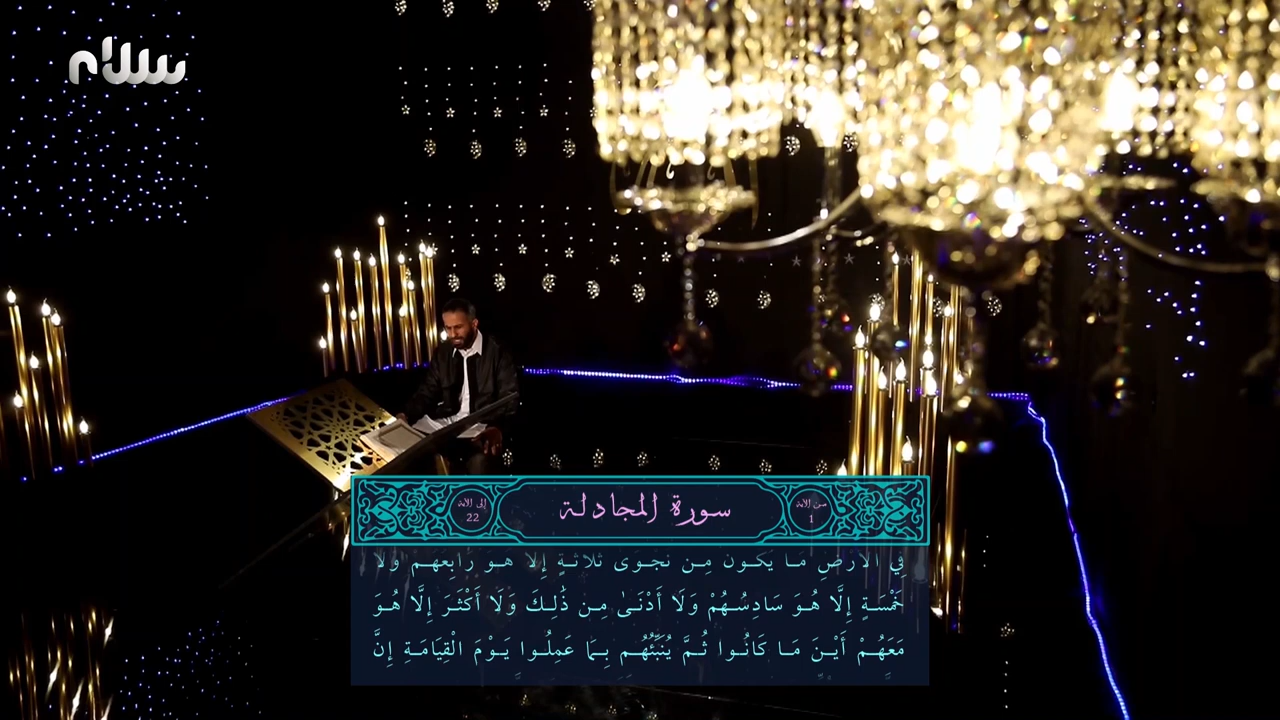 سلام
من الآية
1
سورة المجادلة
إلى الآية
22
فِي الْأَرْضِ مَا يَكُونُ مِن نَّجْوَىٰ ثَلَاثَةٍ إِلَّا هُوَ رَابِعُهُمْ وَلَا
خَمْسَةٍ إِلَّا هُوَ سَادِسُهُمْ وَلَا أَدْنَىٰ مِن ذَٰلِكَ وَلَا أَكْثَرَ إِلَّا هُوَ
مَعَهُمْ أَيْنَ مَا كَانُوا ثُمَّ يُنَبِّئُهُم بِمَا عَمِلُوا يَوْمَ الْقِيَامَةِ إِنَّ